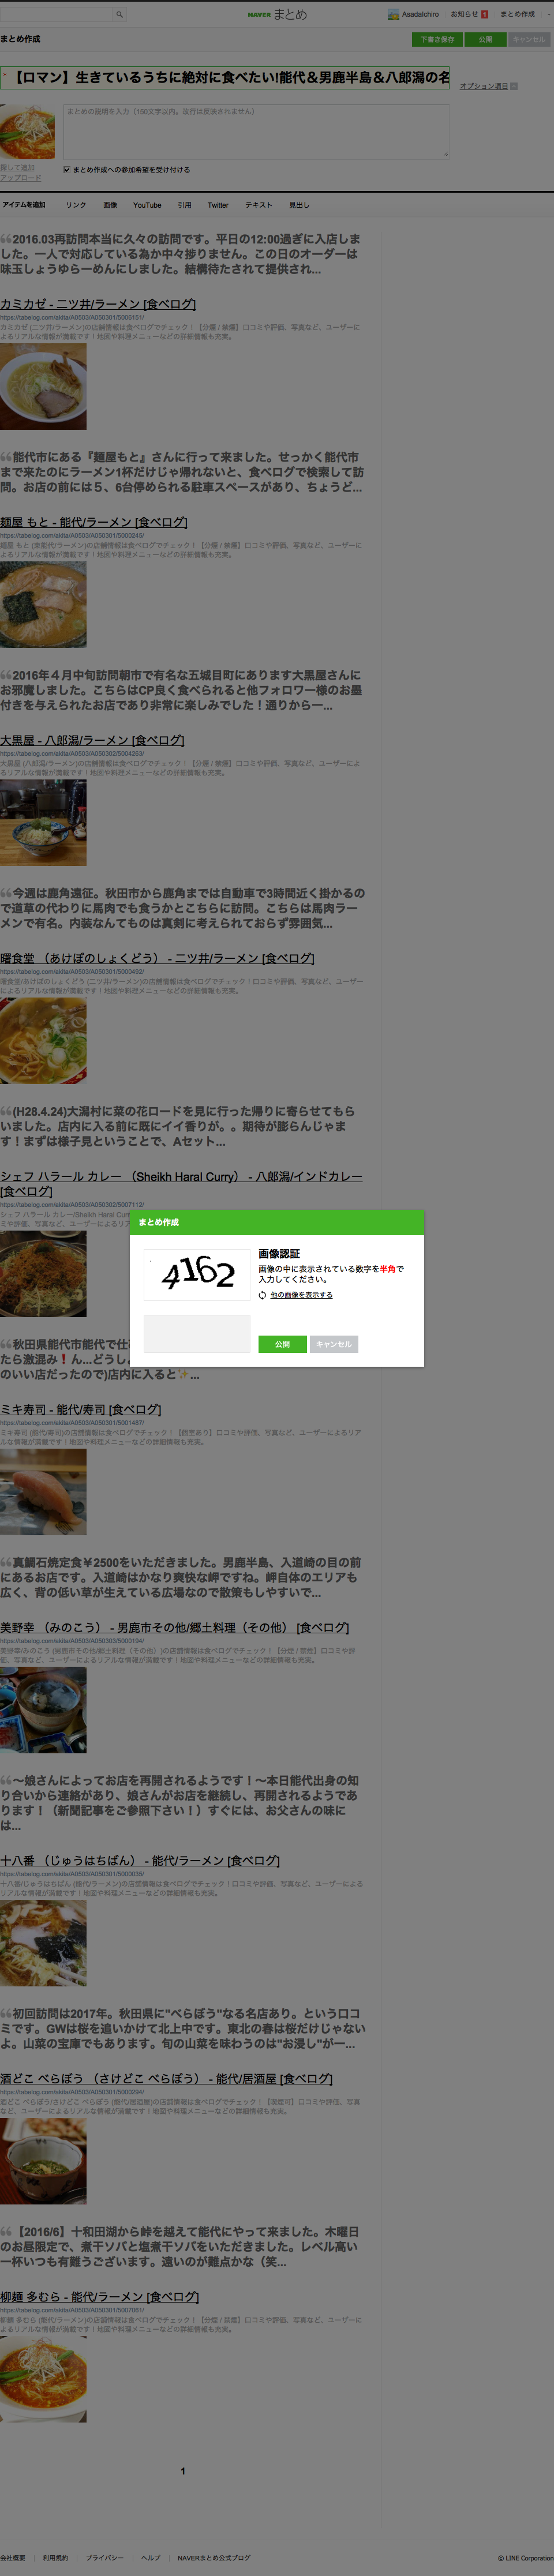 NAVER まとめ
AsadaIchiro お知らせ 1 まとめ作成
まとめ作成
下書き保存 公開 キャンセル
* 【ロマン】生きているうちに絶対に食べたい!能代&男鹿半島&八郎潟の名
オプション項目
まとめの説明を入力（150文字以内。改行は反映されません）
探して追加
アップロード
まとめ作成への参加希望を受け付ける
アイテムを追加 リンク 画像 YouTube 引用 Twitter テキスト 見出し
2016.03再訪問本当に久々の訪問です。平日の12:00過ぎに入店しま
した。一人で対応している為か中々捗りません。この日のオーダーは
味玉しょうゆらーめんにしました。結構待たされて提供され...
カミカゼ - 二ツ井/ラーメン [食べログ]
https://tabelog.com/akita/A0503/A050301/5006151/
カミカゼ (二ツ井/ラーメン)の店舗情報は食べログでチェック！【分煙 / 禁煙】口コミや評価、写真など、ユーザーに
よるリアルな情報が満載です！地図や料理メニューなどの詳細情報も充実。
能代市にある『麺屋もと』さんに行って来ました。せっかく能代市
まで来たのにラーメン1杯だけじゃ帰れないと、食べログで検索して訪
問。お店の前には５、6台停められる駐車スペースがあり、ちょうど...
麺屋 もと - 能代/ラーメン [食べログ]
https://tabelog.com/akita/A0503/A050301/5000245/
麺屋 もと (東能代/ラーメン)の店舗情報は食べログでチェック！【分煙 / 禁煙】口コミや評価、写真など、ユーザーに
よるリアルな情報が満載です！地図や料理メニューなどの詳細情報も充実。
2016年４月中旬訪問朝市で有名な五城目町にあります大黒屋さんに
お邪魔しました。こちらはCP良く食べられると他フォロワー様のお墨
付きを与えられたお店であり非常に楽しみでした！通りから一...
大黒屋 - 八郎潟/ラーメン [食べログ]
https://tabelog.com/akita/A0503/A050302/5004263/
大黒屋 (八郎潟/ラーメン)の店舗情報は食べログでチェック！【分煙 / 禁煙】口コミや評価、写真など、ユーザーによ
るリアルな情報が満載です！地図や料理メニューなどの詳細情報も充実。
今週は鹿角遠征。秋田市から鹿角までは自動車で3時間近く掛かるの
で道草の代わりに馬肉でも食うかとこちらに訪問。こちらは馬肉ラー
メンで有名。内装なんてものは真剣に考えられておらず雰囲気...
曙食堂 （あけぼのしょくどう） - 二ツ井/ラーメン [食べログ]
https://tabelog.com/akita/A0503/A050301/5000492/
曙食堂/あけぼのしょくどう (二ツ井/ラーメン)の店舗情報は食べログでチェック！口コミや評価、写真など、ユーザー
によるリアルな情報が満載です！地図や料理メニューなどの詳細情報も充実。
(H28.4.24)大潟村に菜の花ロードを見に行った帰りに寄らせてもら
いました。店内に入る前に既にイイ香りが。。期待が膨らんじゃま
す！まずは様子見ということで、Aセット...
シェフ ハラール カレー （Sheikh Haral Curry） - 八郎潟/インドカレー
[食べログ]
https://tabelog.com/akita/A0503/A050302/5007112/
シェフ ハラール カレー/Sheikh Haral Cur
ミや評価、写真など、ユーザーによるリ
まとめ作成
4162
画像認証
画像の中に表示されている数字を半角で
入力してください。
他の画像を表示する
公開 キャンセル
秋田県能代市能代で仕
たら激混み❗ん...どうしよ
のいい店だったので)店内に入ると✨...
ミキ寿司 - 能代/寿司 [食べログ]
https://tabelog.com/akita/A0503/A050301/5001487/
ミキ寿司 (能代/寿司)の店舗情報は食べログでチェック！【個室あり】口コミや評価、写真など、ユーザーによるリア
ルな情報が満載です！地図や料理メニューなどの詳細情報も充実。
真鯛石焼定食￥2500をいただきました。男鹿半島、入道崎の目の前
にあるお店です。入道崎はかなり爽快な岬ですね。岬自体のエリアも
広く、背の低い草が生えている広場なので散策もしやすいで...
美野幸 （みのこう） - 男鹿市その他/郷土料理（その他） [食べログ]
https://tabelog.com/akita/A0503/A050303/5000194/
美野幸/みのこう (男鹿市その他/郷土料理（その他）)の店舗情報は食べログでチェック！【分煙 / 禁煙】口コミや評
価、写真など、ユーザーによるリアルな情報が満載です！地図や料理メニューなどの詳細情報も充実。
〜娘さんによってお店を再開されるようです！〜本日能代出身の知
り合いから連絡があり、娘さんがお店を継続し、再開されるようであ
ります！（新聞記事をご参照下さい！）すぐには、お父さんの味に
は...
十八番 （じゅうはちばん） - 能代/ラーメン [食べログ]
https://tabelog.com/akita/A0503/A050301/5000035/
十八番/じゅうはちばん (能代/ラーメン)の店舗情報は食べログでチェック！口コミや評価、写真など、ユーザーによる
リアルな情報が満載です！地図や料理メニューなどの詳細情報も充実。
初回訪問は2017年。秋田県に"べらぼう"なる名店あり。という口コ
ミです。GWは桜を追いかけて北上中です。東北の春は桜だけじゃない
よ。山菜の宝庫でもあります。旬の山菜を味わうのは"お浸し"が一...
酒どこ べらぼう （さけどこ べらぼう） - 能代/居酒屋 [食べログ]
https://tabelog.com/akita/A0503/A050301/5000294/
酒どこ べらぼう/さけどこ べらぼう (能代/居酒屋)の店舗情報は食べログでチェック！【喫煙可】口コミや評価、写真
など、ユーザーによるリアルな情報が満載です！地図や料理メニューなどの詳細情報も充実。
【2016/6】十和田湖から峠を越えて能代にやって来ました。木曜日
のお昼限定で、煮干ソバと塩煮干ソバをいただきました。レベル高い
一杯いつも有難うございます。遠いのが難点かな（笑...
柳麺 多むら - 能代/ラーメン [食べログ]
https://tabelog.com/akita/A0503/A050301/5007061/
柳麺 多むら (能代/ラーメン)の店舗情報は食べログでチェック！【分煙 / 禁煙】口コミや評価、写真など、ユーザーに
よるリアルな情報が満載です！地図や料理メニューなどの詳細情報も充実。
1
会社概要 利用規約 プライバシー ヘルプ NAVERまとめ公式ブログ
© LINE Corporation